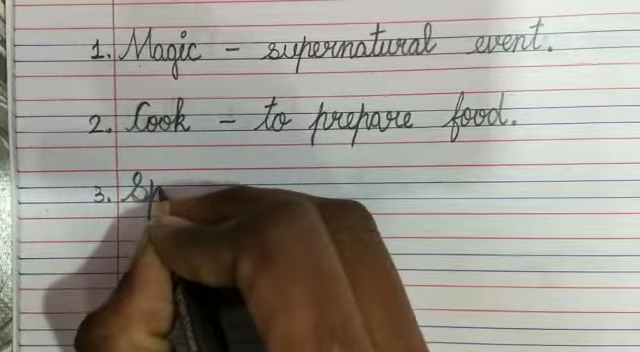 1. Magic - supernatural event.
2. Cook - to prepare food.
3. Sp